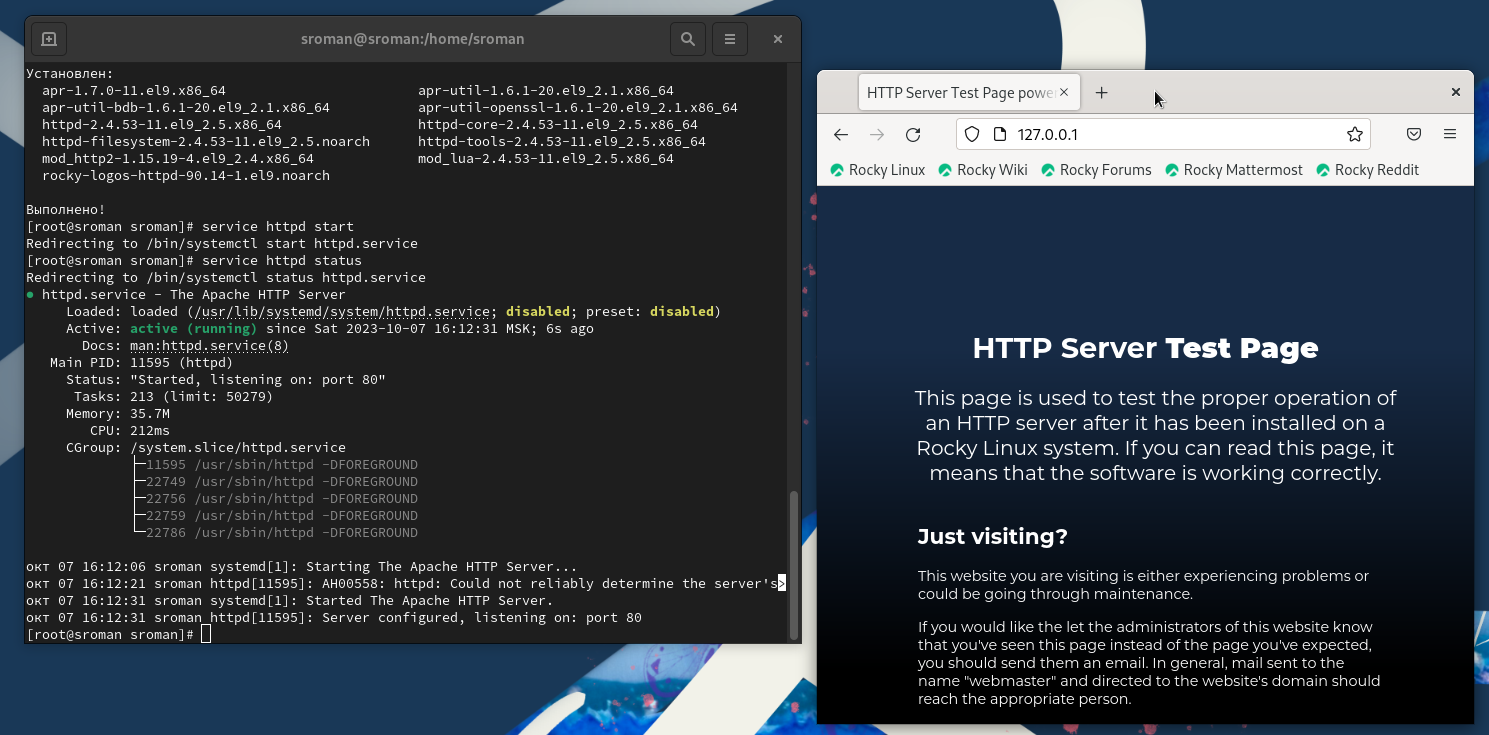 sroman@sroman:/home/sroman
Установлен:
apr-1.7.0-11.el9.x86_64 apr-util-1.6.1-20.el9_2.1.x86_64
apr-util-bdb-1.6.1-20.el9_2.1.x86_64 apr-util-openssl-1.6.1-20.el9_2.1.x86_64
httpd-2.4.53-11.el9_2.5.x86_64 httpd-core-2.4.53-11.el9_2.5.x86_64
httpd-filesystem-2.4.53-11.el9_2.5.noarch httpd-tools-2.4.53-11.el9_2.5.x86_64
mod_http2-1.15.19-4.el9_2.4.x86_64 mod_lua-2.4.53-11.el9_2.5.x86_64
rocky-logos-httpd-90.14-1.el9.noarch
Выполнено!
[root@sroman sroman]# service httpd start
Redirecting to /bin/systemctl start httpd.service
[root@sroman sroman]# service httpd status
Redirecting to /bin/systemctl status httpd.service
● httpd.service - The Apache HTTP Server
Loaded: loaded (/usr/lib/systemd/system/httpd.service; disabled; preset: disabled)
Active: active (running) since Sat 2023-10-07 16:12:31 MSK; 6s ago
Docs: man:httpd.service(8)
Main PID: 11595 (httpd)
Status: "Started, listening on: port 80"
Tasks: 213 (limit: 50279)
Memory: 35.7M
CPU: 212ms
CGroup: /system.slice/httpd.service
├─11595 /usr/sbin/httpd -DFOREGROUND
├─22749 /usr/sbin/httpd -DFOREGROUND
├─22756 /usr/sbin/httpd -DFOREGROUND
├─22759 /usr/sbin/httpd -DFOREGROUND
└─22786 /usr/sbin/httpd -DFOREGROUND
окт 07 16:12:06 sroman systemd[1]: Starting The Apache HTTP Server...
окт 07 16:12:21 sroman httpd[11595]: AH00558: httpd: Could not reliably determine the server's>
окт 07 16:12:31 sroman systemd[1]: Started The Apache HTTP Server.
окт 07 16:12:31 sroman httpd[11595]: Server configured, listening on: port 80
[root@sroman sroman]#
HTTP Server Test Page powe
127.0.0.1
Rocky Linux Rocky Wiki Rocky Forums Rocky Mattermost Rocky Reddit
HTTP Server Test Page
This page is used to test the proper operation of
an HTTP server after it has been installed on a
Rocky Linux system. If you can read this page, it
means that the software is working correctly.
Just visiting?
This website you are visiting is either experiencing problems or
could be going through maintenance.
If you would like the let the administrators of this website know
that you've seen this page instead of the page you've expected,
you should send them an email. In general, mail sent to the
name "webmaster" and directed to the website's domain should
reach the appropriate person.